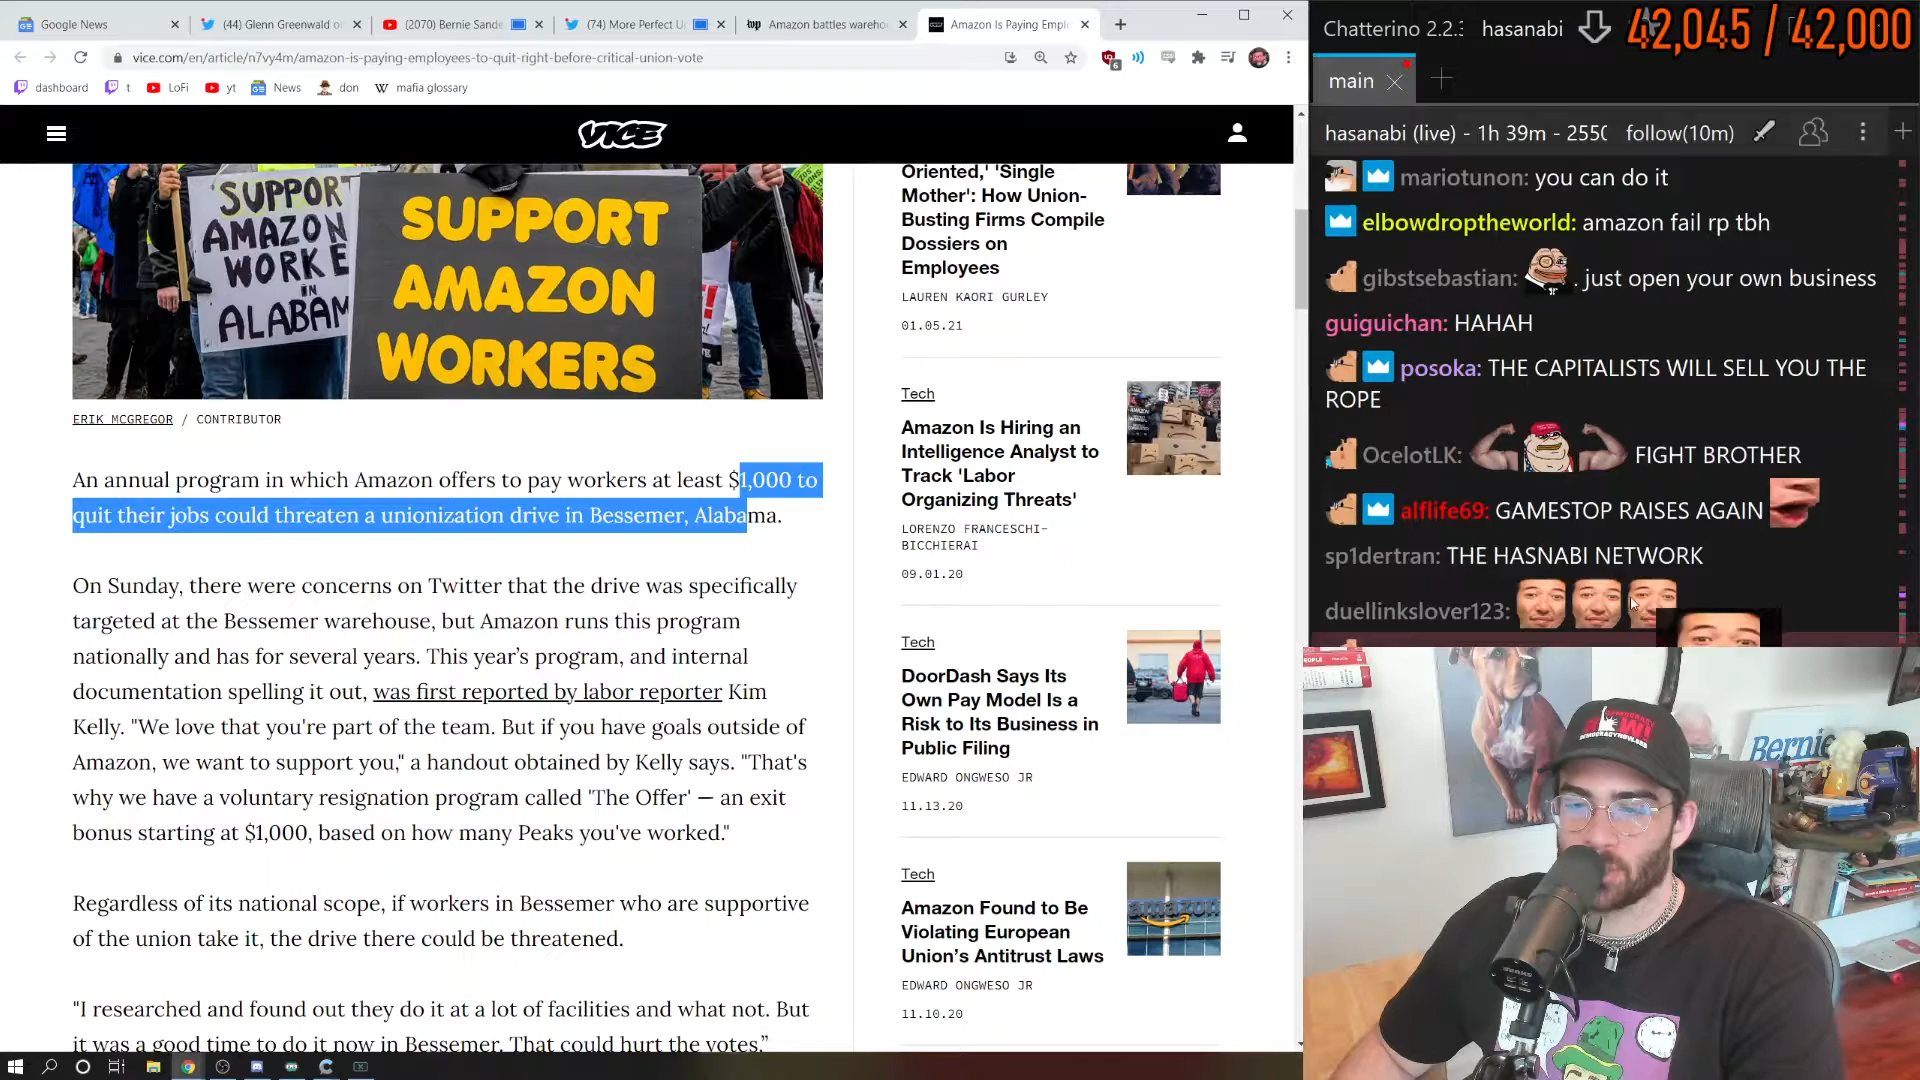 Google News
(44) Glenn Greenwald o
(2070) Bernie Sande
(74) More Perfect U
Amazon battles wareho
Amazon Is Paying Empl
vice.com/en/article/n7vy4m/amazon-is-paying-employees-to-quit-right-before-critical-union-vote
6
dashboard
t
LoFi
yt
News
don
W
mafia glossary
VICE
SUPPORT
AMAZON
WORKE
IN
ALABAM
SUPPORT
AMAZON
WORKERS
ERIK MCGREGOR / CONTRIBUTOR
An annual program in which Amazon offers to pay workers at least $1,000 to
quit their jobs could threaten a unionization drive in Bessemer, Alabama.
On Sunday, there were concerns on Twitter that the drive was specifically
targeted at the Bessemer warehouse, but Amazon runs this program
nationally and has for several years. This year’s program, and internal
documentation spelling it out, was first reported by labor reporter Kim
Kelly. "We love that you're part of the team. But if you have goals outside of
Amazon, we want to support you," a handout obtained by Kelly says. "That's
why we have a voluntary resignation program called 'The Offer' — an exit
bonus starting at $1,000, based on how many Peaks you've worked."
Regardless of its national scope, if workers in Bessemer who are supportive
of the union take it, the drive there could be threatened.
"I researched and found out they do it at a lot of facilities and what not. But
it was a good time to do it now in Bessemer. That could hurt the votes,”
Oriented,' 'Single
Mother': How Union-
Busting Firms Compile
Dossiers on
Employees
LAUREN KAORI GURLEY
01.05.21
Tech
Amazon Is Hiring an
Intelligence Analyst to
Track 'Labor
Organizing Threats'
LORENZO FRANCESCHI-
BICCHIERAI
09.01.20
Tech
DoorDash Says Its
Own Pay Model Is a
Risk to Its Business in
Public Filing
EDWARD ONGWESO JR
11.13.20
Tech
Amazon Found to Be
Violating European
Union’s Antitrust Laws
EDWARD ONGWESO JR
11.10.20
Chatterino 2.2.
hasanabi
42,045 / 42,000
main
hasanabi (live) - 1h 39m - 2550
follow(10m)
mariotunon: you can do it
elbowdroptheworld: amazon fail rp tbh
gibstsebastian: . just open your own business
guiguichan: HAHAH
posoka: THE CAPITALISTS WILL SELL YOU THE
ROPE
OcelotLK: FIGHT BROTHER
alflife69: GAMESTOP RAISES AGAIN
sp1dertran: THE HASNABI NETWORK
duellinkslover123:
Bernie